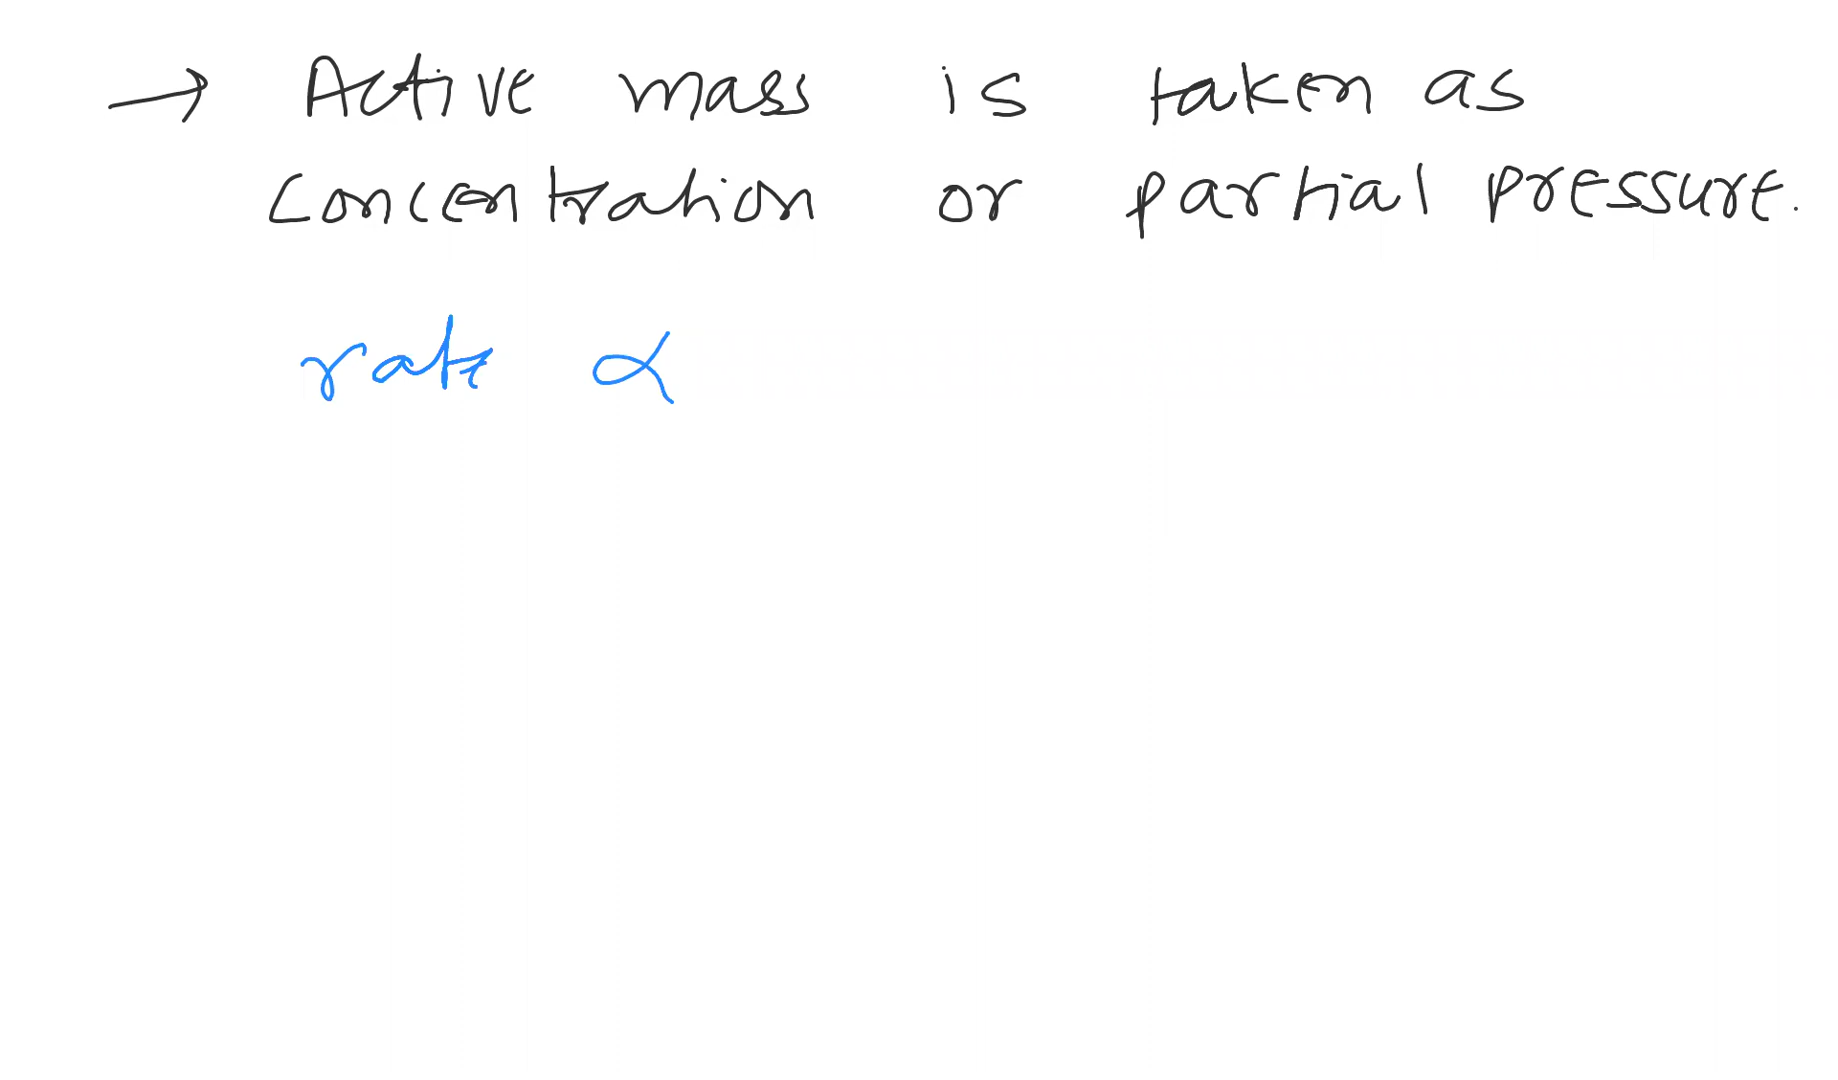 → Active mass is taken as
concentration or partial pressure.
rate ∝